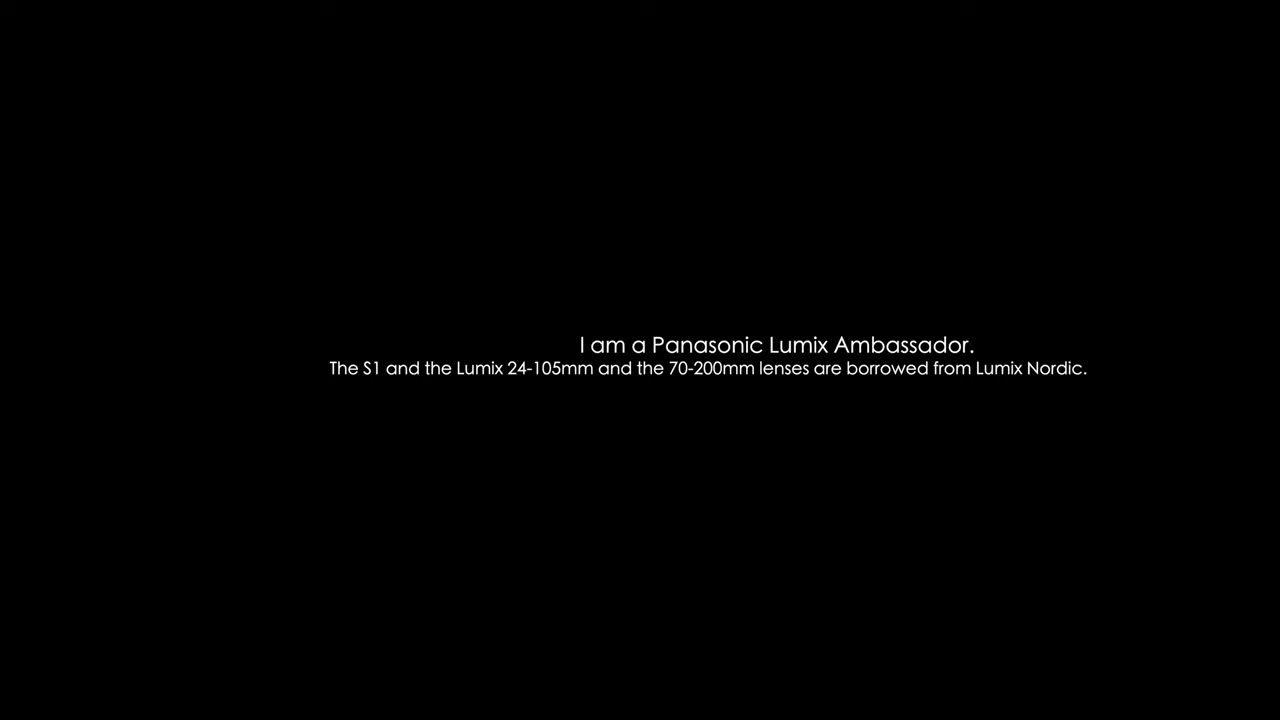 I am a Panasonic Lumix Ambassador.
The S1 and the Lumix 24-105mm and the 70-200mm lenses are borrowed from Lumix Nordic.